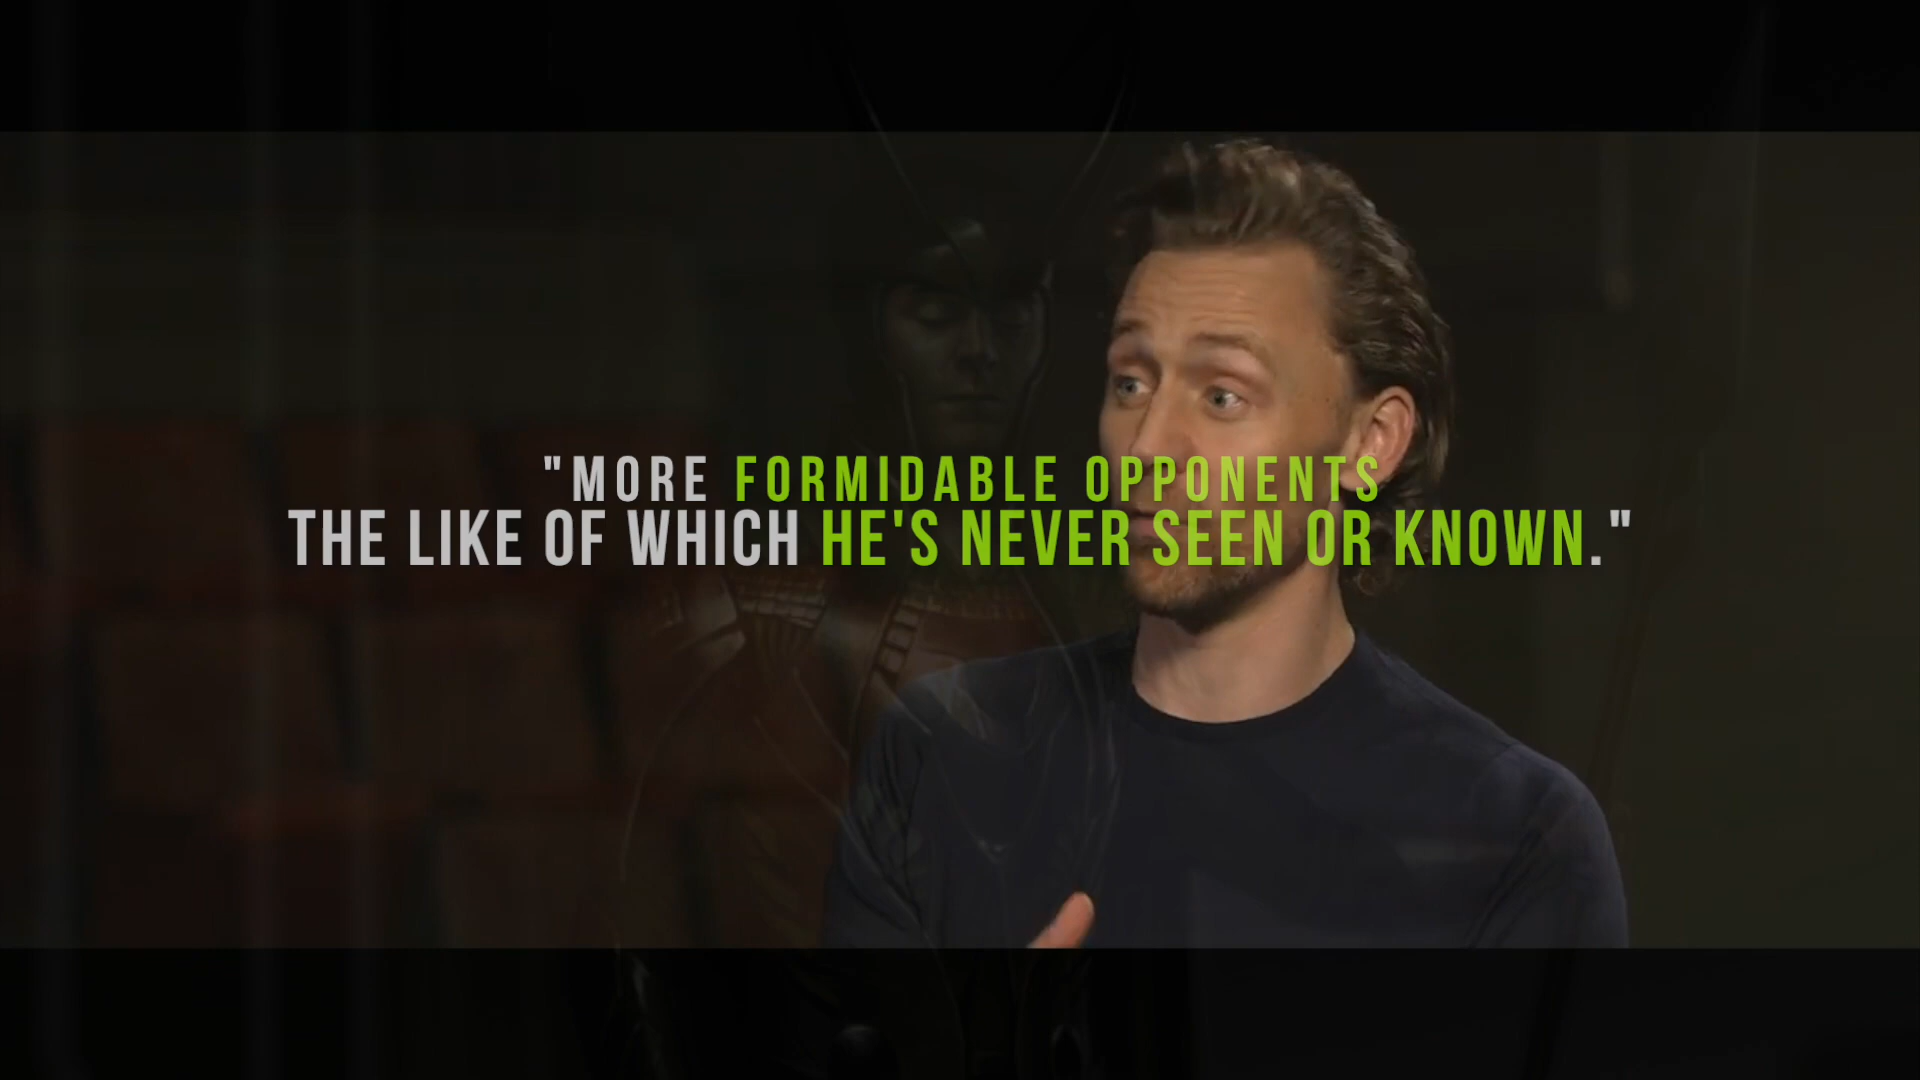 "MORE FORMIDABLE OPPONENTS
THE LIKE OF WHICH HE'S NEVER SEEN OR KNOWN."